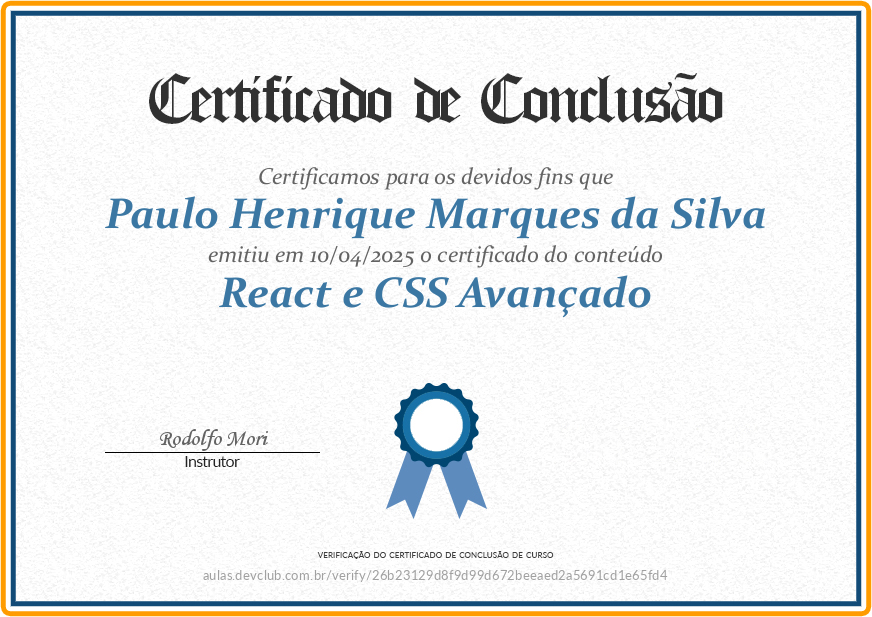 Certificado de Conclusão
Certificamos para os devidos fins que
Paulo Henrique Marques da Silva
emitiu em 10/04/2025 o certificado do conteúdo
React e CSS Avançado
Rodolfo Mori
Instrutor
VERIFICAÇÃO DO CERTIFICADO DE CONCLUSÃO DE CURSO
aulas.devclub.com.br/verify/26b23129d8f9d99d672beeaed2a5691cd1e65fd4